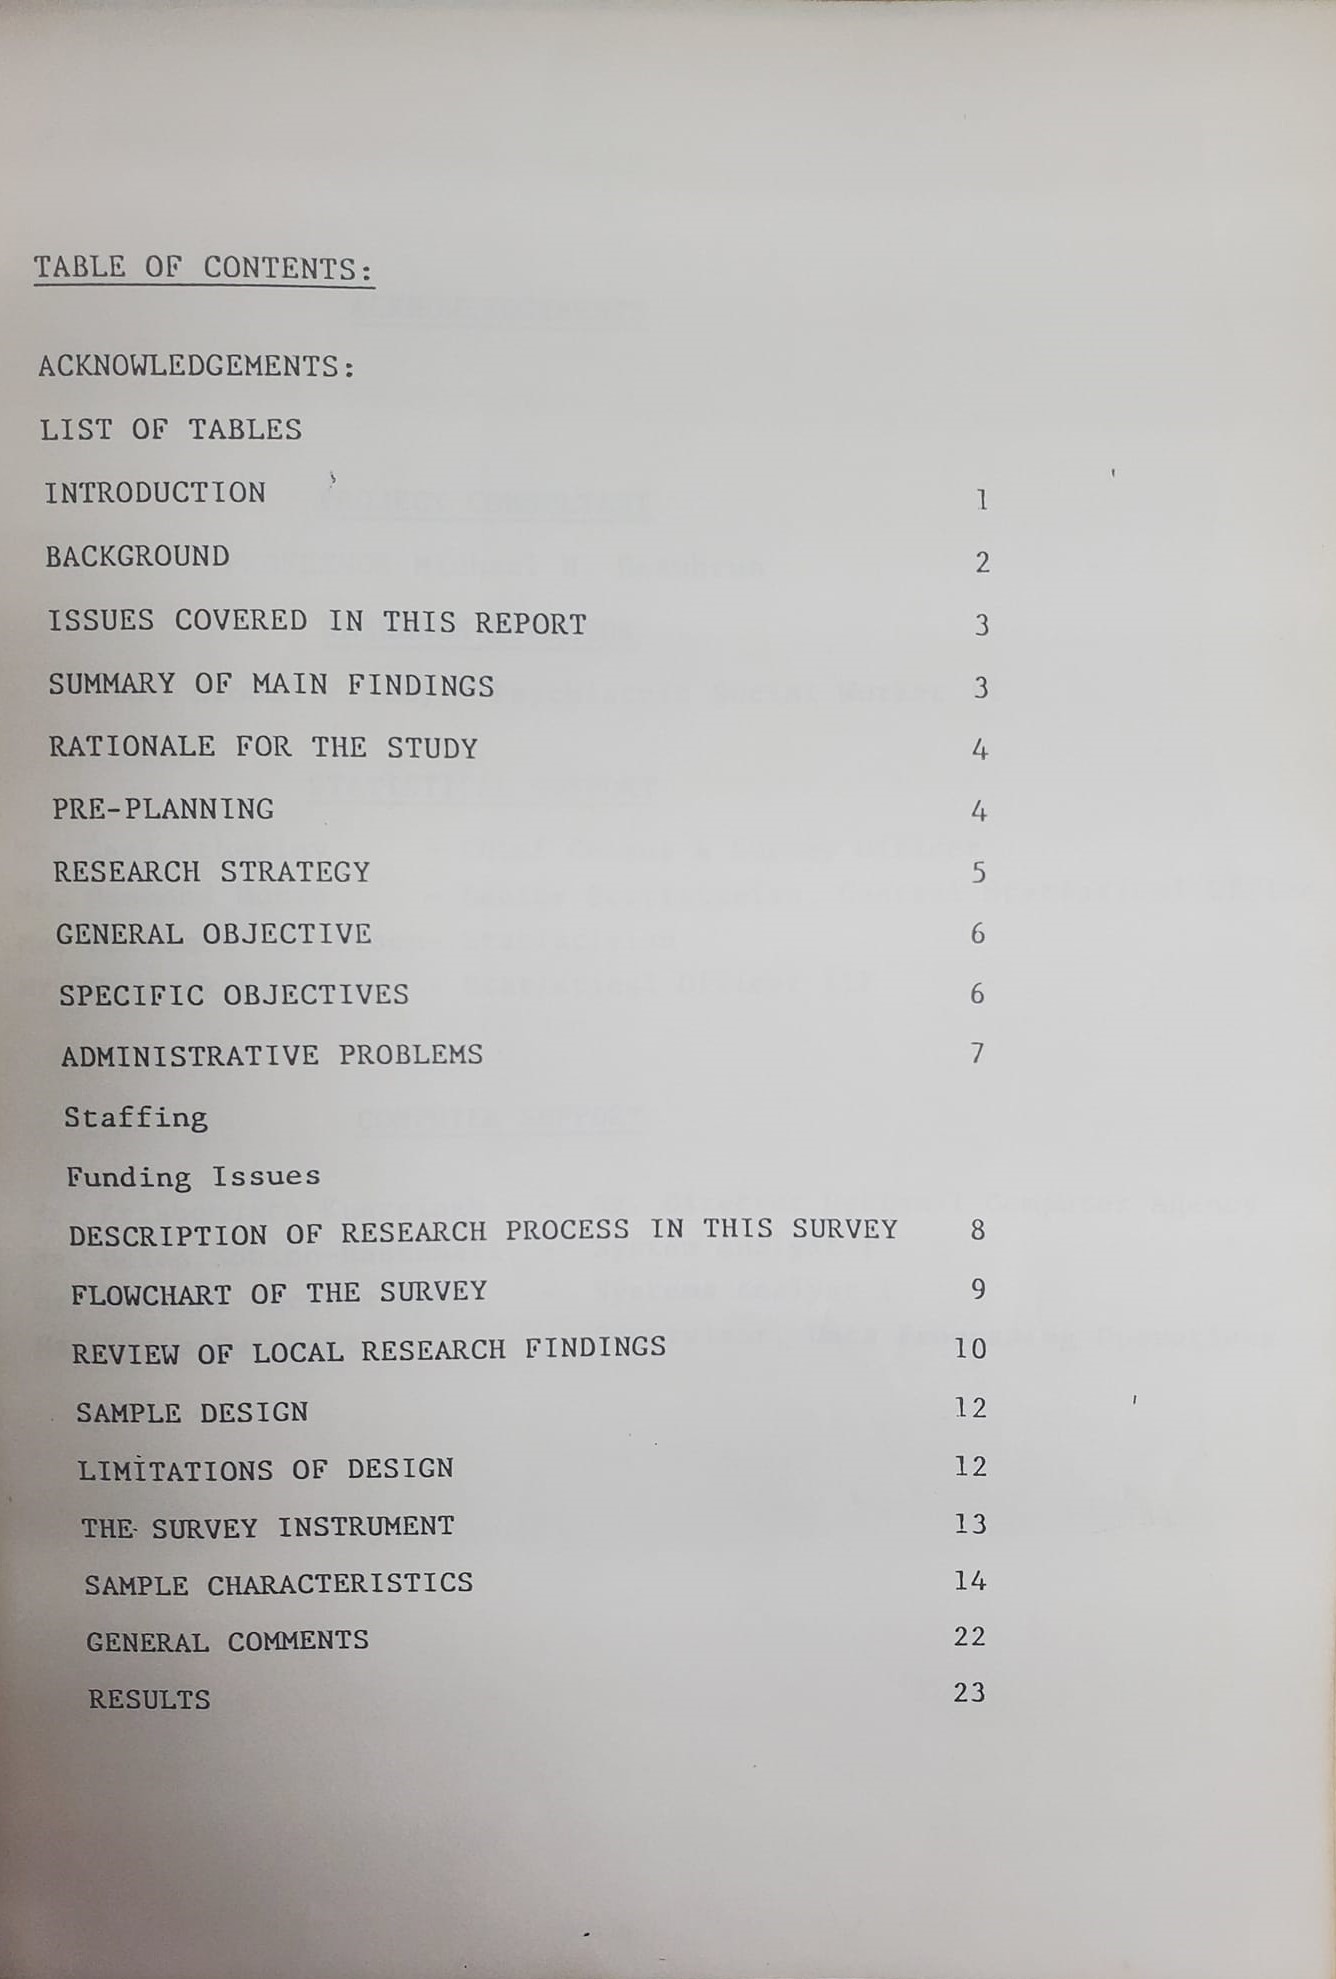 TABLE OF CONTENTS:
ACKNOWLEDGEMENTS:
LIST OF TABLES
INTRODUCTION 1
BACKGROUND 2
ISSUES COVERED IN THIS REPORT 3
SUMMARY OF MAIN FINDINGS 3
RATIONALE FOR THE STUDY 4
PRE-PLANNING 4
RESEARCH STRATEGY 5
GENERAL OBJECTIVE 6
SPECIFIC OBJECTIVES 6
ADMINISTRATIVE PROBLEMS 7
Staffing
Funding Issues
DESCRIPTION OF RESEARCH PROCESS IN THIS SURVEY 8
FLOWCHART OF THE SURVEY 9
REVIEW OF LOCAL RESEARCH FINDINGS 10
SAMPLE DESIGN 12
LIMITATIONS OF DESIGN 12
THE SURVEY INSTRUMENT 13
SAMPLE CHARACTERISTICS 14
GENERAL COMMENTS 22
RESULTS 23